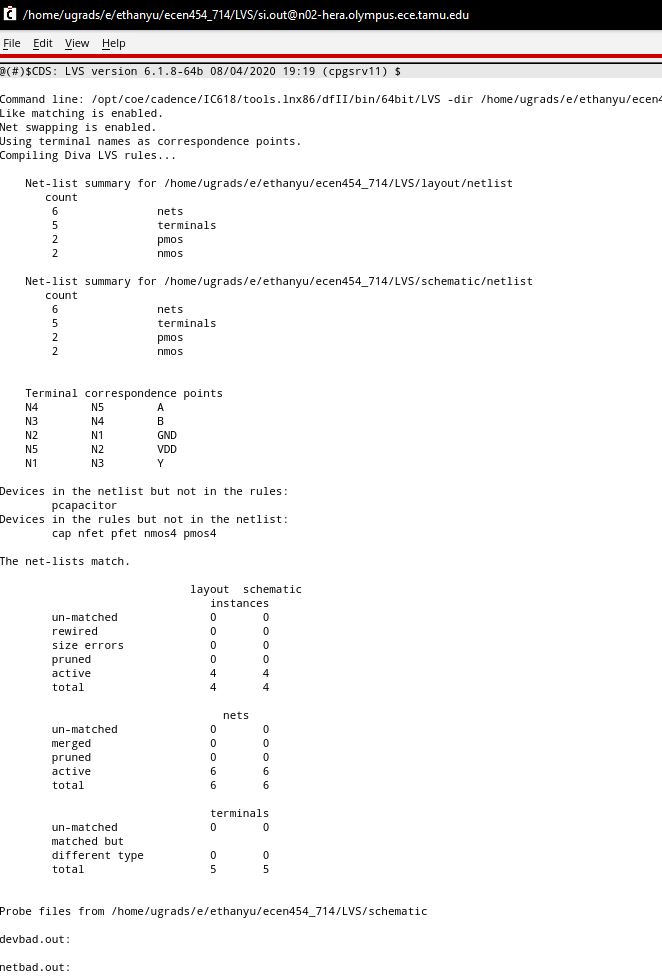 /home/ugrads/e/ethanyu/ecen454_714/LVS/si.out@n02-hera.olympus.ece.tamu.edu
File Edit View Help
@(#)$CDS: LVS version 6.1.8-64b 08/04/2020 19:19 (cpgsrv11) $
Command line: /opt/coe/cadence/IC618/tools.lnx86/dfII/bin/64bit/LVS -dir /home/ugrads/e/ethanyu/ecen4
Like matching is enabled.
Net swapping is enabled.
Using terminal names as correspondence points.
Compiling Diva LVS rules...
Net-list summary for /home/ugrads/e/ethanyu/ecen454_714/LVS/layout/netlist
count
6 nets
5 terminals
2 pmos
2 nmos
Net-list summary for /home/ugrads/e/ethanyu/ecen454_714/LVS/schematic/netlist
count
6 nets
5 terminals
2 pmos
2 nmos
Terminal correspondence points
N4 N5 A
N3 N4 B
N2 N1 GND
N5 N2 VDD
N1 N3 Y
Devices in the netlist but not in the rules:
pcapacitor
Devices in the rules but not in the netlist:
cap nfet pfet nmos4 pmos4
The net-lists match.
layout schematic
instances
un-matched 0 0
rewired 0 0
size errors 0 0
pruned 0 0
active 4 4
total 4 4
nets
un-matched 0 0
merged 0 0
pruned 0 0
active 6 6
total 6 6
terminals
un-matched 0 0
matched but
different type 0 0
total 5 5
Probe files from /home/ugrads/e/ethanyu/ecen454_714/LVS/schematic
devbad.out:
netbad.out: